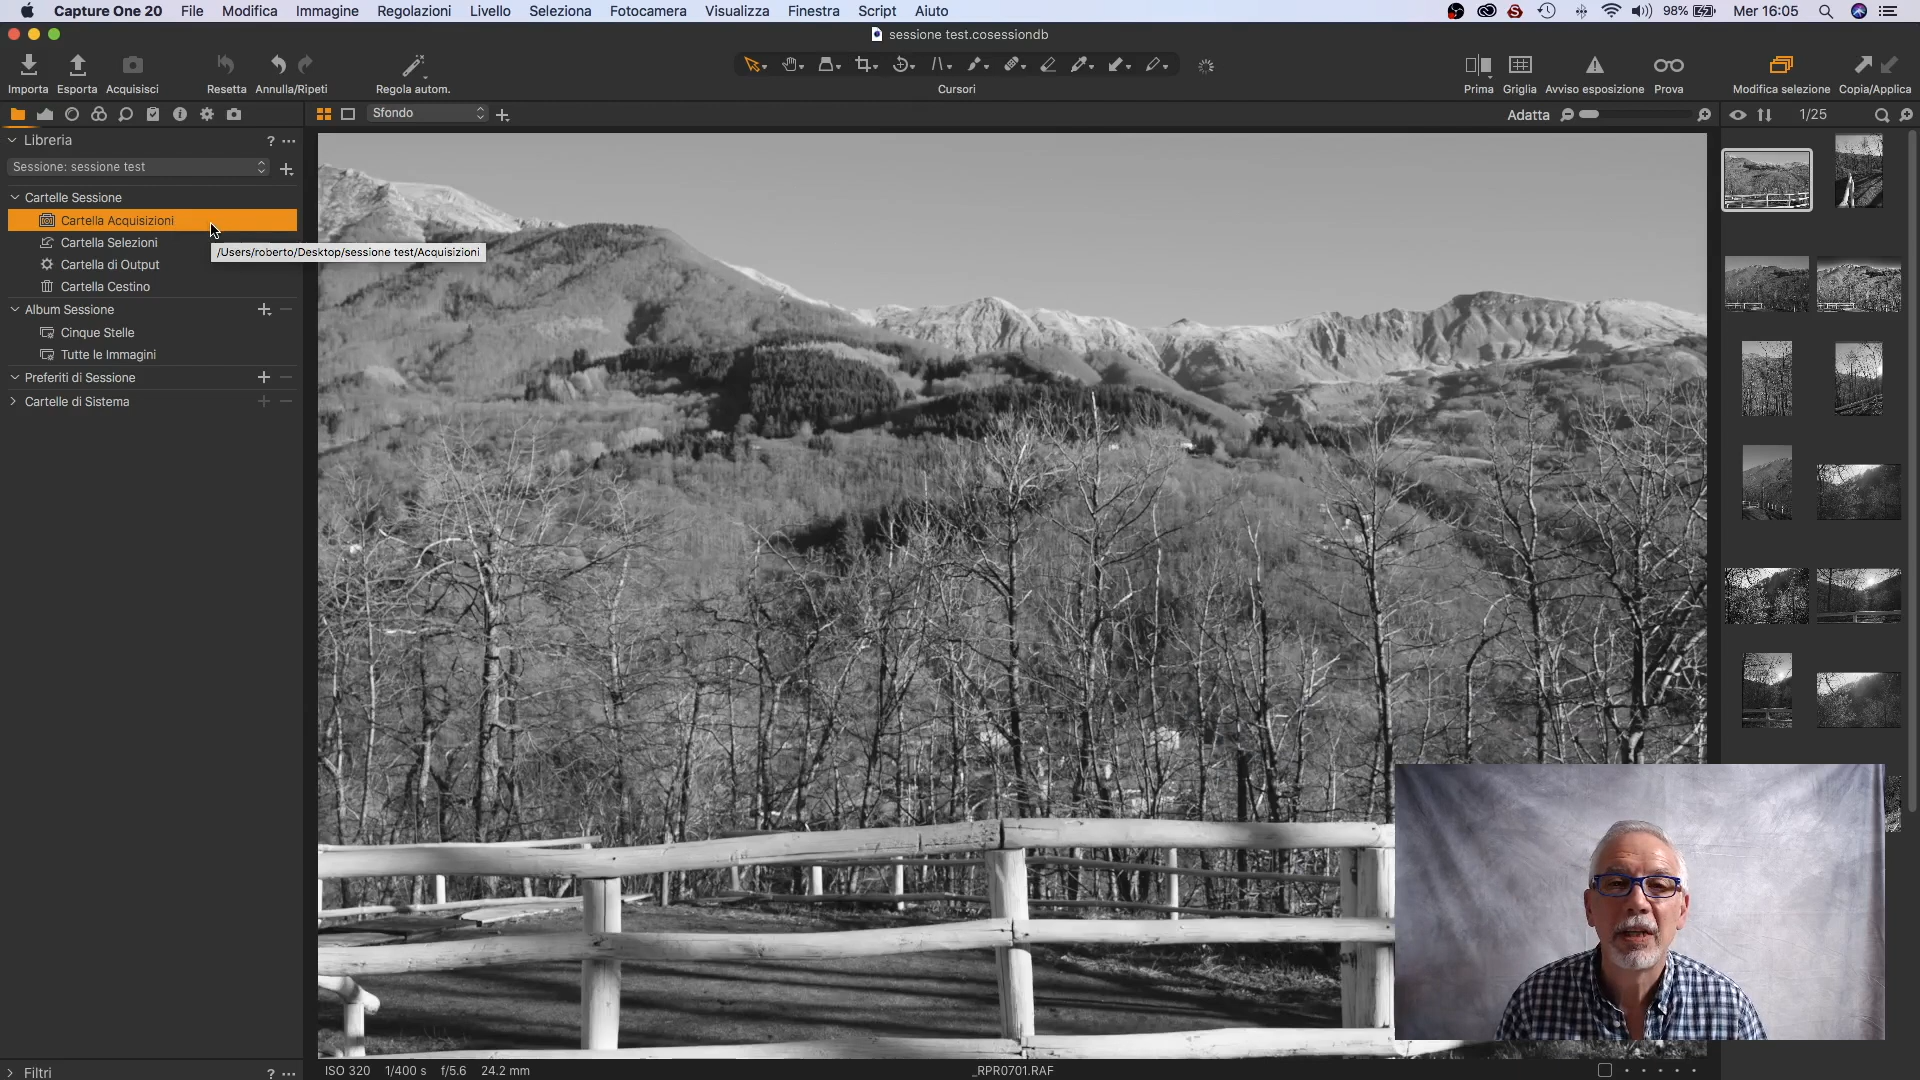 Capture One 20 File Modifica Immagine Regolazioni Livello Seleziona Fotocamera Visualizza Finestra Script Aiuto 98% Mer 16:05
sessione test.cosessiondb
Importa Esporta Acquisisci Resetta Annulla/Ripeti Regola autom. Cursori Prima Griglia Avviso esposizione Prova Modifica selezione Copia/Applica
Sfondo Adatta 1/25
Libreria ? ...
Sessione: sessione test
Cartelle Sessione
Cartella Acquisizioni
Cartella Selezioni
/Users/roberto/Desktop/sessione test/Acquisizioni
Cartella di Output
Cartella Cestino
Album Sessione
Cinque Stelle
Tutte le Immagini
Preferiti di Sessione
Cartelle di Sistema
Filtri ? ...
ISO 320 1/400 s f/5.6 24.2 mm _RPR0701.RAF